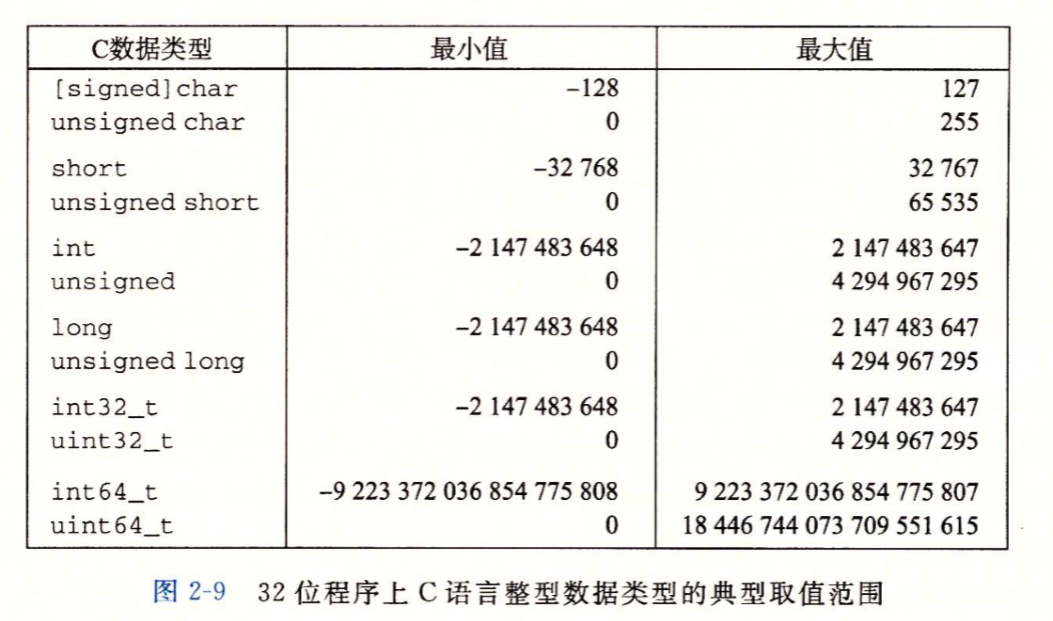 C数据类型 最小值 最大值
[signed]char –128 127
unsigned char 0 255
short –32 768 32 767
unsigned short 0 65 535
int –2 147 483 648 2 147 483 647
unsigned 0 4 294 967 295
long –2 147 483 648 2 147 483 647
unsigned long 0 4 294 967 295
int32_t –2 147 483 648 2 147 483 647
uint32_t 0 4 294 967 295
int64_t –9 223 372 036 854 775 808 9 223 372 036 854 775 807
uint64_t 0 18 446 744 073 709 551 615
图 2-9 32 位程序上 C 语言整型数据类型的典型取值范围